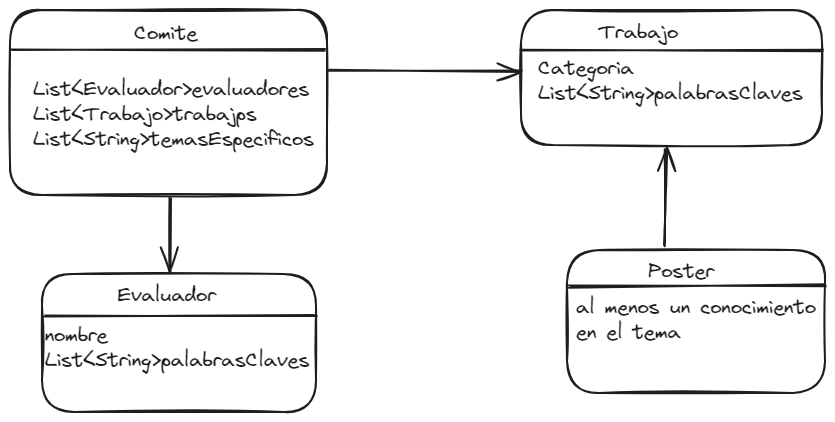 Comite
List<Evaluador>evaluadores
List<Trabajo>trabajps
List<String>temasEspecificos
Trabajo
Categoria
List<String>palabrasClaves
Evaluador
nombre
List<String>palabrasClaves
Poster
al menos un conocimiento
en el tema